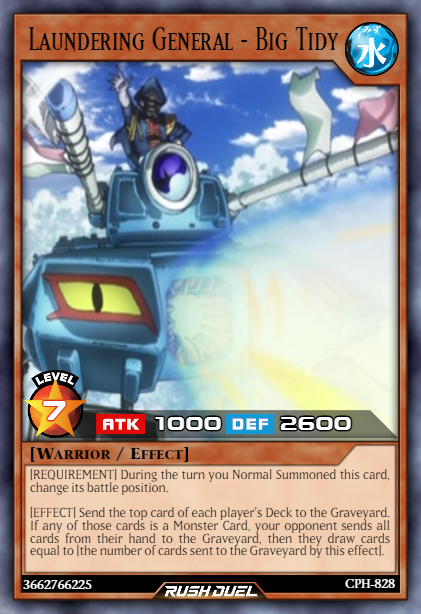 LAUNDERING GENERAL - BIG TIDY
みず
水
LEVEL
7
ATK 1000 DEF 2600
[WARRIOR / EFFECT]
[REQUIREMENT] During the turn you Normal Summoned this card,
change its battle position.
[EFFECT] Send the top card of each player's Deck to the Graveyard.
If any of those cards is a Monster Card, your opponent sends all
cards from their hand to the Graveyard, then they draw cards
equal to [the number of cards sent to the Graveyard by this effect].
3662766225
RUSH DUEL
CPH-828